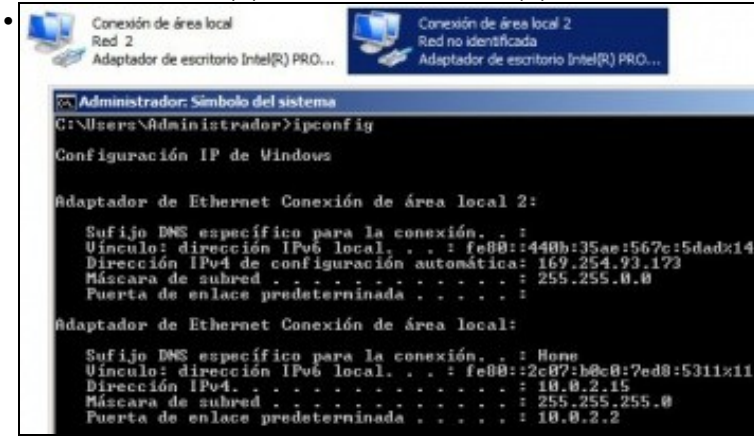 Conexión de área local
Red 2
Adaptador de escritorio Intel(R) PRO...
Conexión de área local 2
Red no identificada
Adaptador de escritorio Intel(R) PRO...
Administrador: Símbolo del sistema
C:\Users\Administrador>ipconfig
Configuración IP de Windows
Adaptador de Ethernet Conexión de área local 2:
Sufijo DNS específico para la conexión. . :
Vínculo: dirección IPv6 local. . . : fe80::440b:35ae:567c:5dad%14
Dirección IPv4 de configuración automática: 169.254.93.173
Máscara de subred . . . . . . . . . . . . : 255.255.0.0
Puerta de enlace predeterminada . . . . . :
Adaptador de Ethernet Conexión de área local:
Sufijo DNS específico para la conexión. . : Home
Vínculo: dirección IPv6 local. . . : fe80::2c07:b0c0:7ed8:5311%11
Dirección IPv4. . . . . . . . . . . . . . : 10.0.2.15
Máscara de subred . . . . . . . . . . . . : 255.255.255.0
Puerta de enlace predeterminada . . . . . : 10.0.2.2